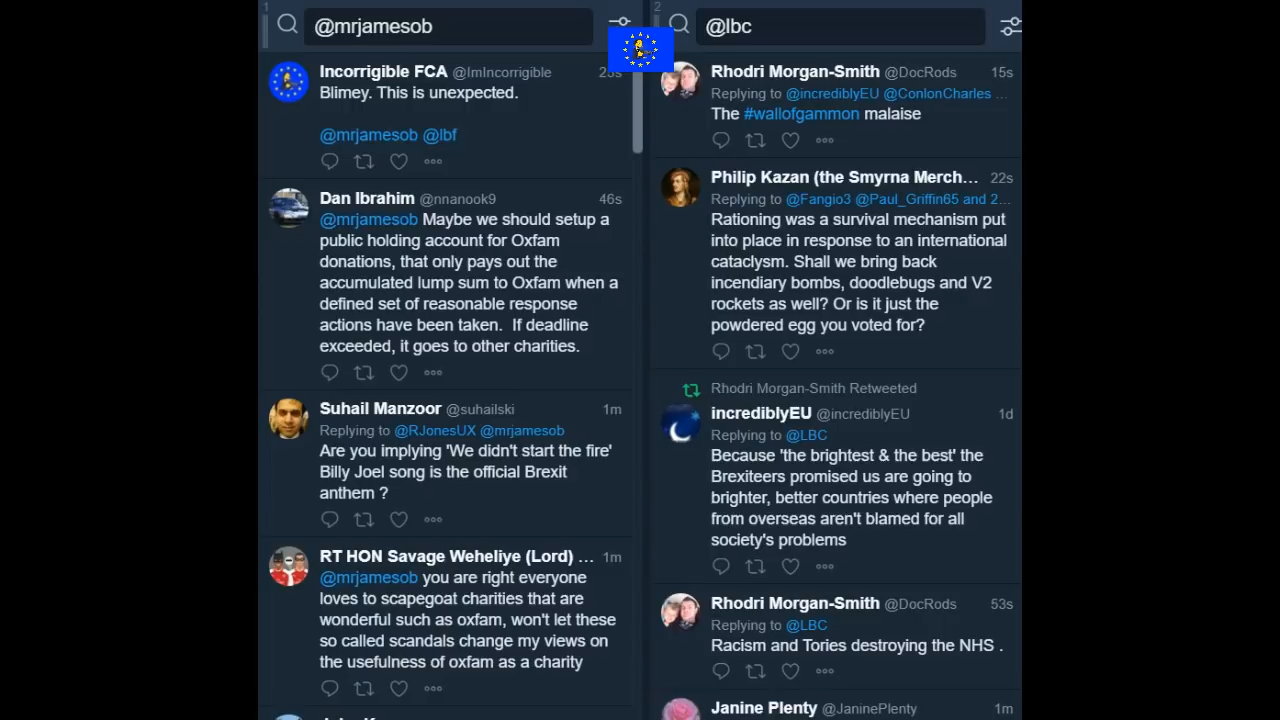 1
@mrjamesob
Incorrigible FCA @ImIncorrigible 25s
Blimey. This is unexpected.
@mrjamesob @lbf
Dan Ibrahim @nnanook9 46s
@mrjamesob Maybe we should setup a
public holding account for Oxfam
donations, that only pays out the
accumulated lump sum to Oxfam when a
defined set of reasonable response
actions have been taken.  If deadline
exceeded, it goes to other charities.
Suhail Manzoor @suhailski 1m
Replying to @RJonesUX @mrjamesob
Are you implying 'We didn't start the fire'
Billy Joel song is the official Brexit
anthem ?
RT HON Savage Weheliye (Lord) ... 1m
@mrjamesob you are right everyone
loves to scapegoat charities that are
wonderful such as oxfam, won't let these
so called scandals change my views on
the usefulness of oxfam as a charity
2
@lbc
Rhodri Morgan-Smith @DocRods 15s
Replying to @incrediblyEU @ConlonCharles ...
The #wallofgammon malaise
Philip Kazan (the Smyrna Merch... 22s
Replying to @Fangio3 @Paul_Griffin65 and 2...
Rationing was a survival mechanism put
into place in response to an international
cataclysm. Shall we bring back
incendiary bombs, doodlebugs and V2
rockets as well? Or is it just the
powdered egg you voted for?
Rhodri Morgan-Smith Retweeted
incrediblyEU @incrediblyEU 1d
Replying to @LBC
Because 'the brightest & the best' the
Brexiteers promised us are going to
brighter, better countries where people
from overseas aren't blamed for all
society's problems
Rhodri Morgan-Smith @DocRods 53s
Replying to @LBC
Racism and Tories destroying the NHS .
Janine Plenty @JaninePlenty 1m